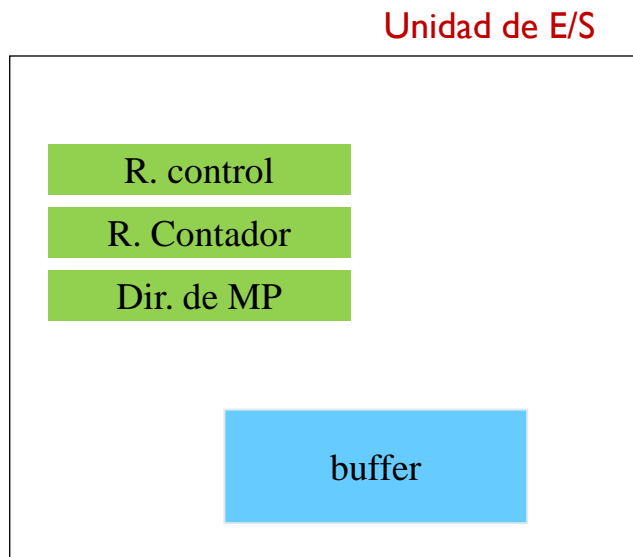 Unidad de E/S
R. control
R. Contador
Dir. de MP
buffer